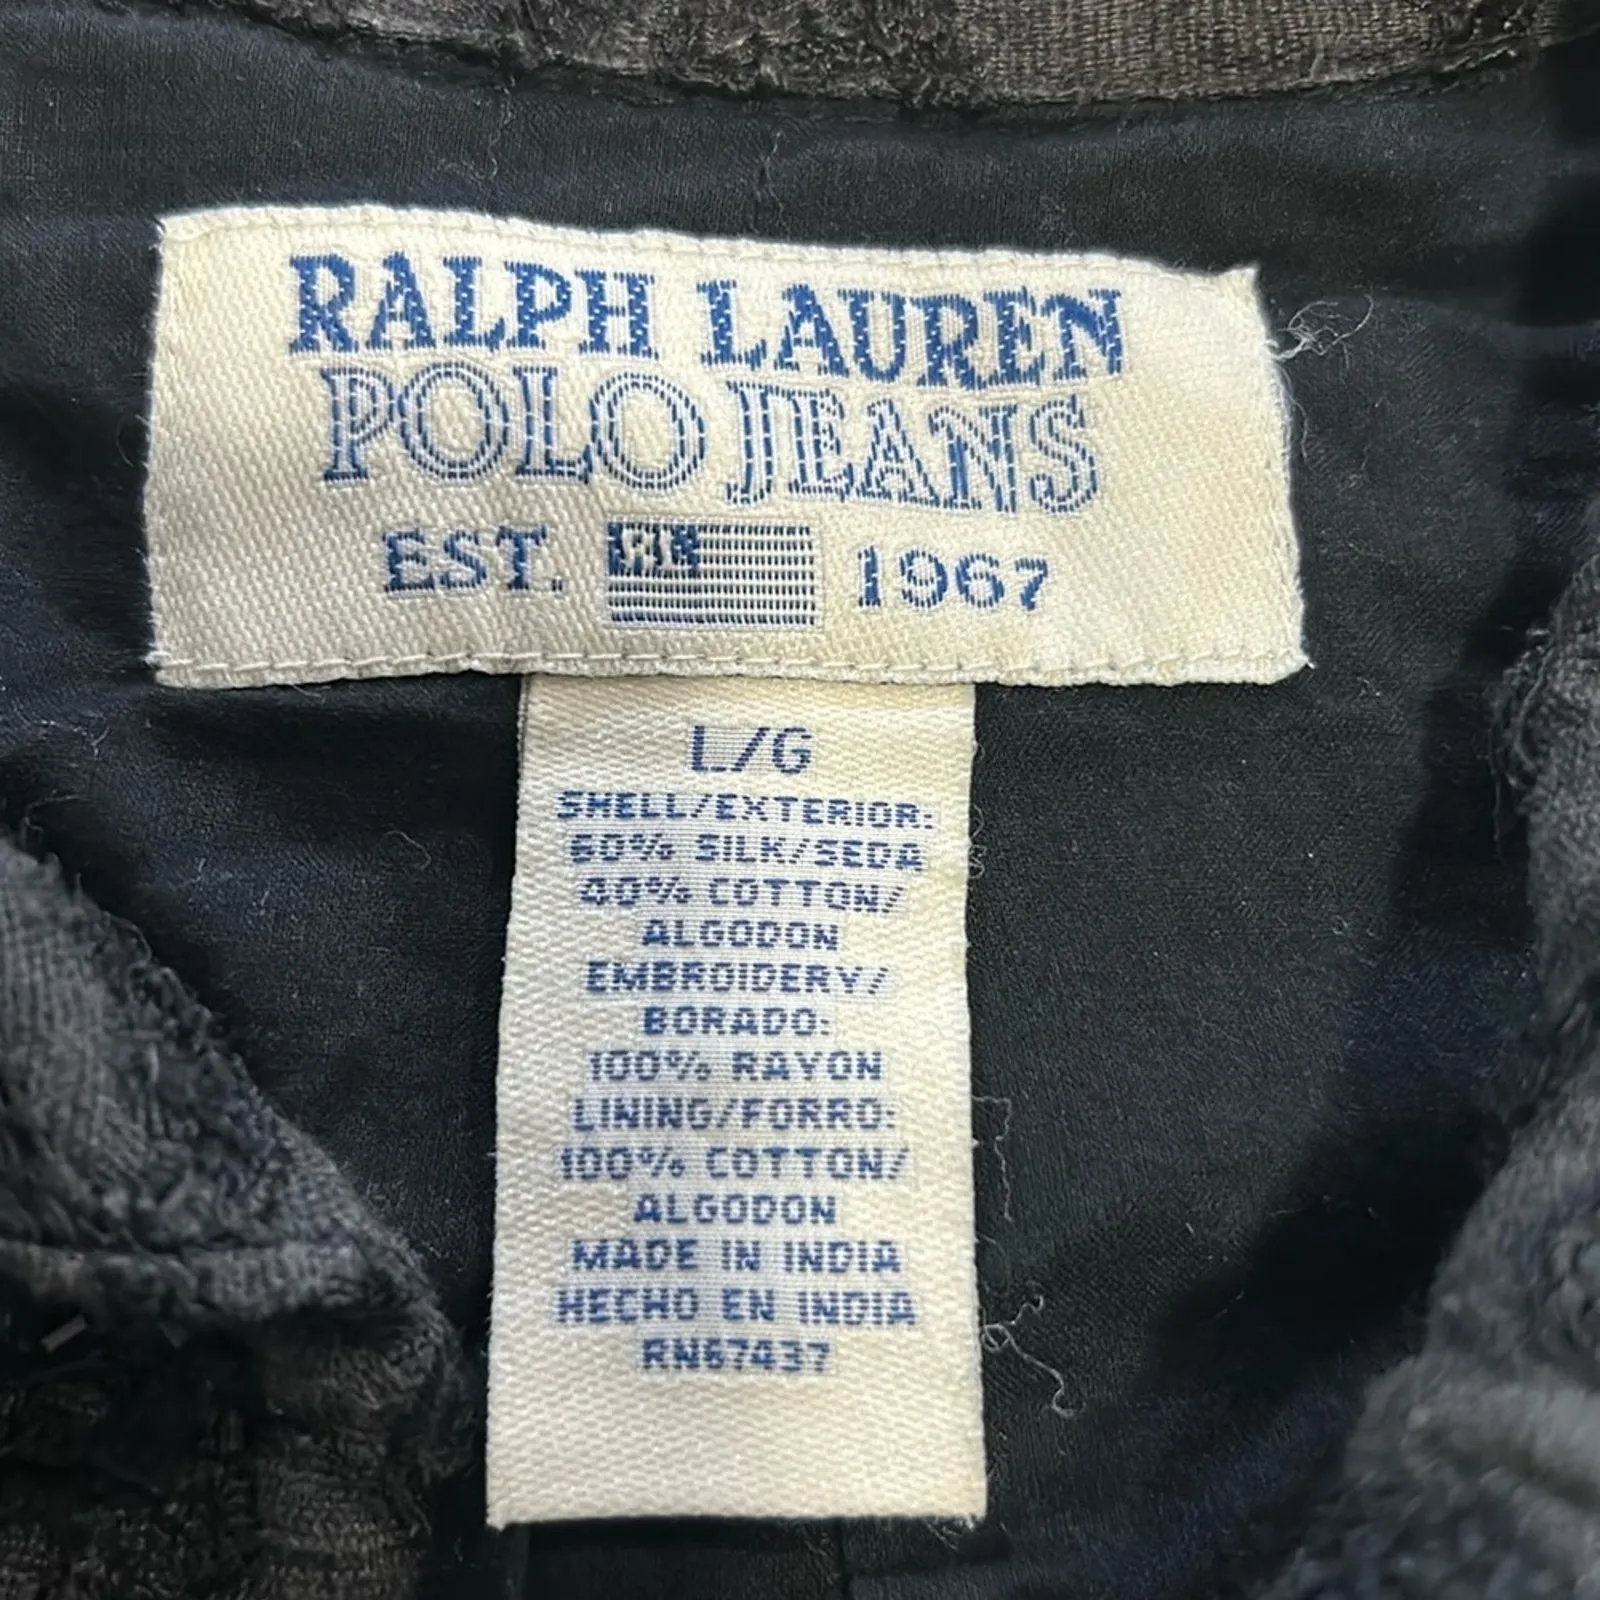 RALPH LAUREN
POLO JEANS
EST. RL 1967
L/G
SHELL/EXTERIOR:
60% SILK/SEDA
40% COTTON/
ALGODON
EMBROIDERY/
BORADO:
100% RAYON
LINING/FORRO:
100% COTTON/
ALGODON
MADE IN INDIA
HECHO EN INDIA
RN67437